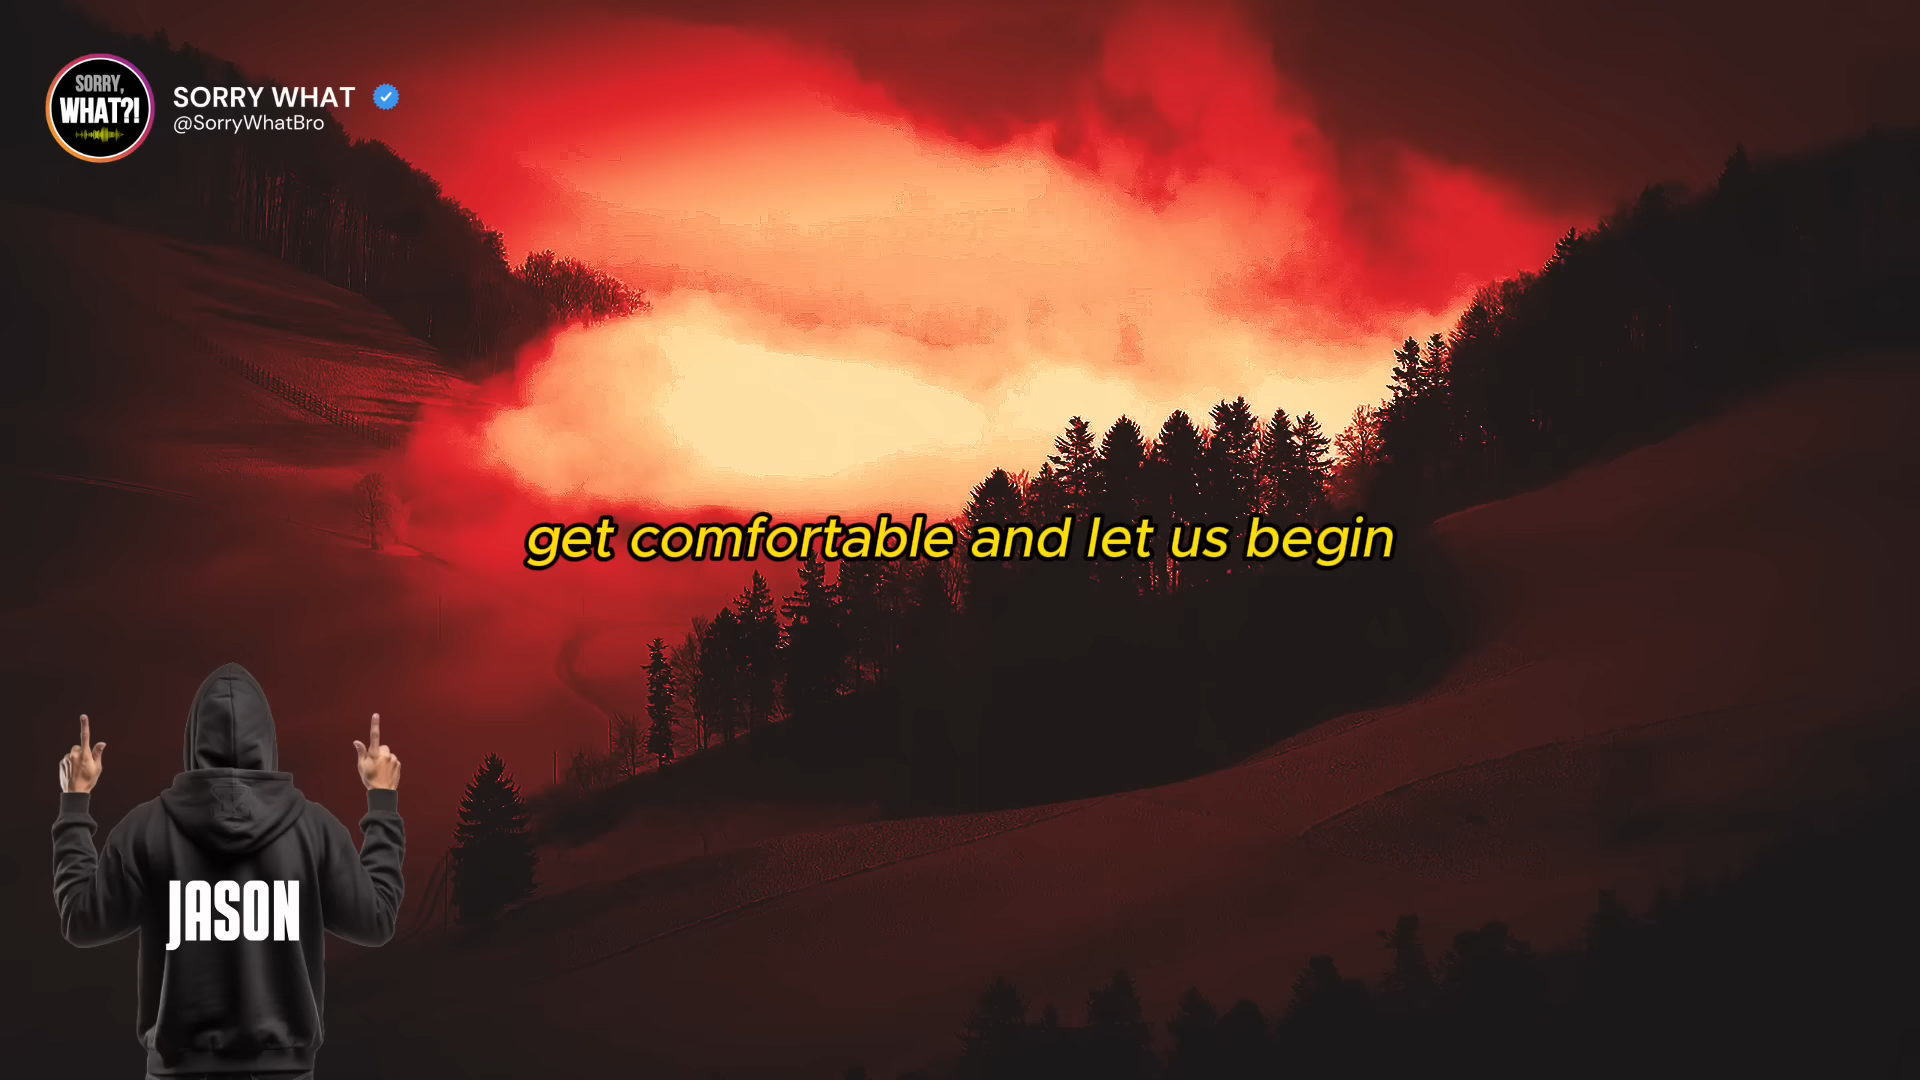 SORRY,
WHAT?!
SORRY WHAT
@SorryWhatBro
get comfortable and let us begin
JASON